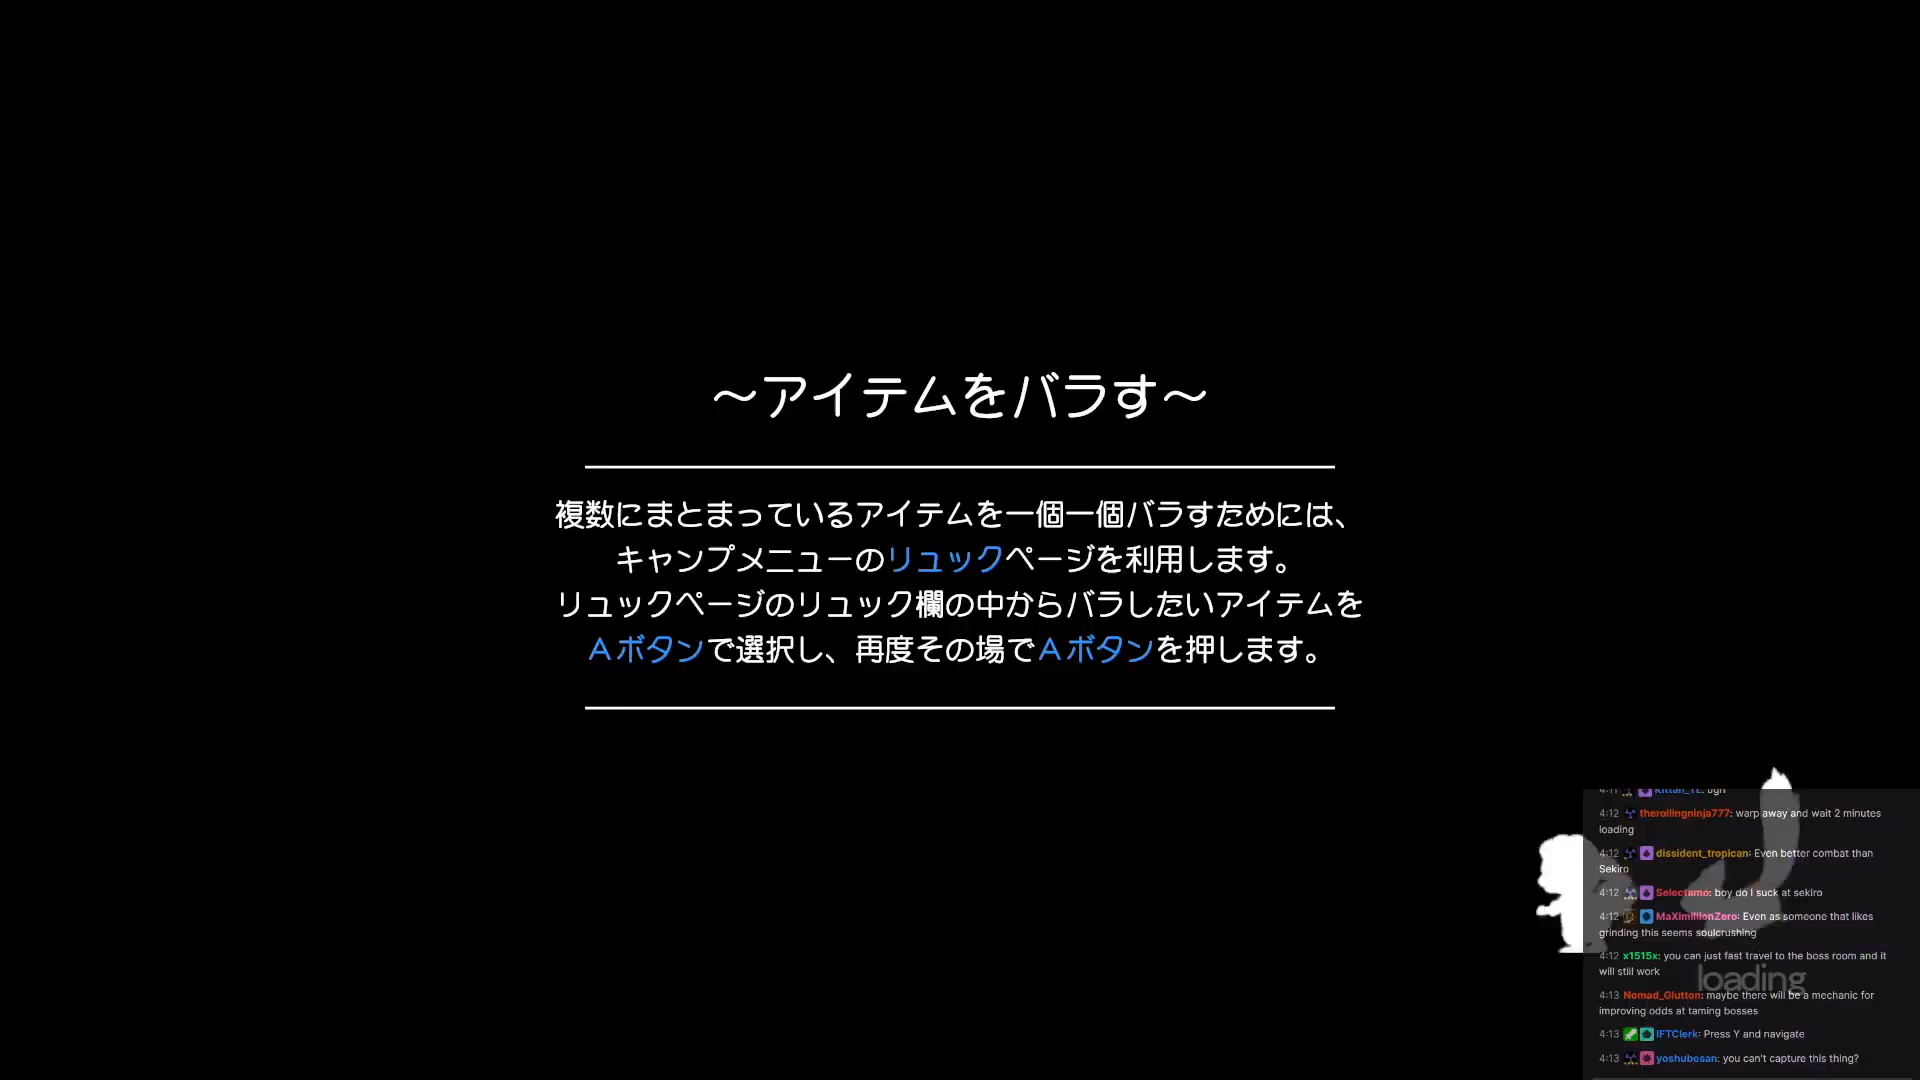 ～アイテムをバラす～
複数にまとまっているアイテムを一個一個バラすためには、
キャンプメニューのリュックページを利用します。
リュックページのリュック欄の中からバラしたいアイテムを
Ａボタンで選択し、再度その場でＡボタンを押します。
4:11 Kittan_TE: ugh
4:12 therollingninja777: warp away and wait 2 minutes
loading
4:12 dissident_tropican: Even better combat than
Sekiro
4:12 Selectamo: boy do I suck at sekiro
4:12 MaXimillionZero: Even as someone that likes
grinding this seems soulcrushing
4:12 x1515x: you can just fast travel to the boss room and it
will still work
loading
4:13 Nomad_Glutton: maybe there will be a mechanic for
improving odds at taming bosses
4:13 IFTClerk: Press Y and navigate
4:13 yoshubesan: you can't capture this thing?